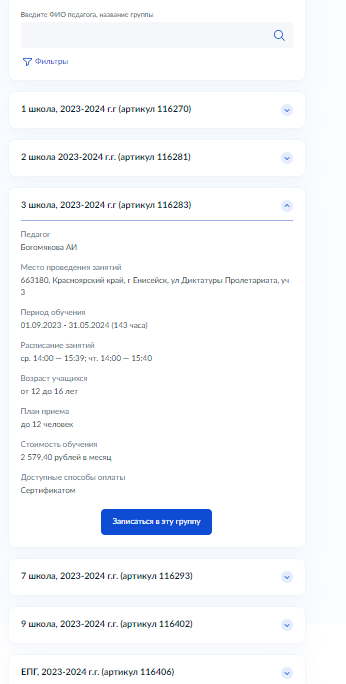 Введите ФИО педагога, название группы
Фильтры
1 школа, 2023-2024 г.г (артикул 116270)
2 школа 2023-2024 г.г. (артикул 116281)
3 школа, 2023-2024 г.г (артикул 116283)
Педагог
Богомякова АИ
Место проведения занятий
663180, Красноярский край, г Енисейск, ул Диктатуры Пролетариата, уч
3
Период обучения
01.09.2023 - 31.05.2024 (143 часа)
Расписание занятий
ср. 14:00 — 15:39; чт. 14:00 — 15:40
Возраст учащихся
от 12 до 16 лет
План приема
до 12 человек
Стоимость обучения
2 579,40 рублей в месяц
Доступные способы оплаты
Сертификатом
Записаться в эту группу
7 школа, 2023-2024 г.г. (артикул 116293)
9 школа, 2023-2024 г.г. (артикул 116402)
ЕПГ, 2023-2024 г.г. (артикул 116406)